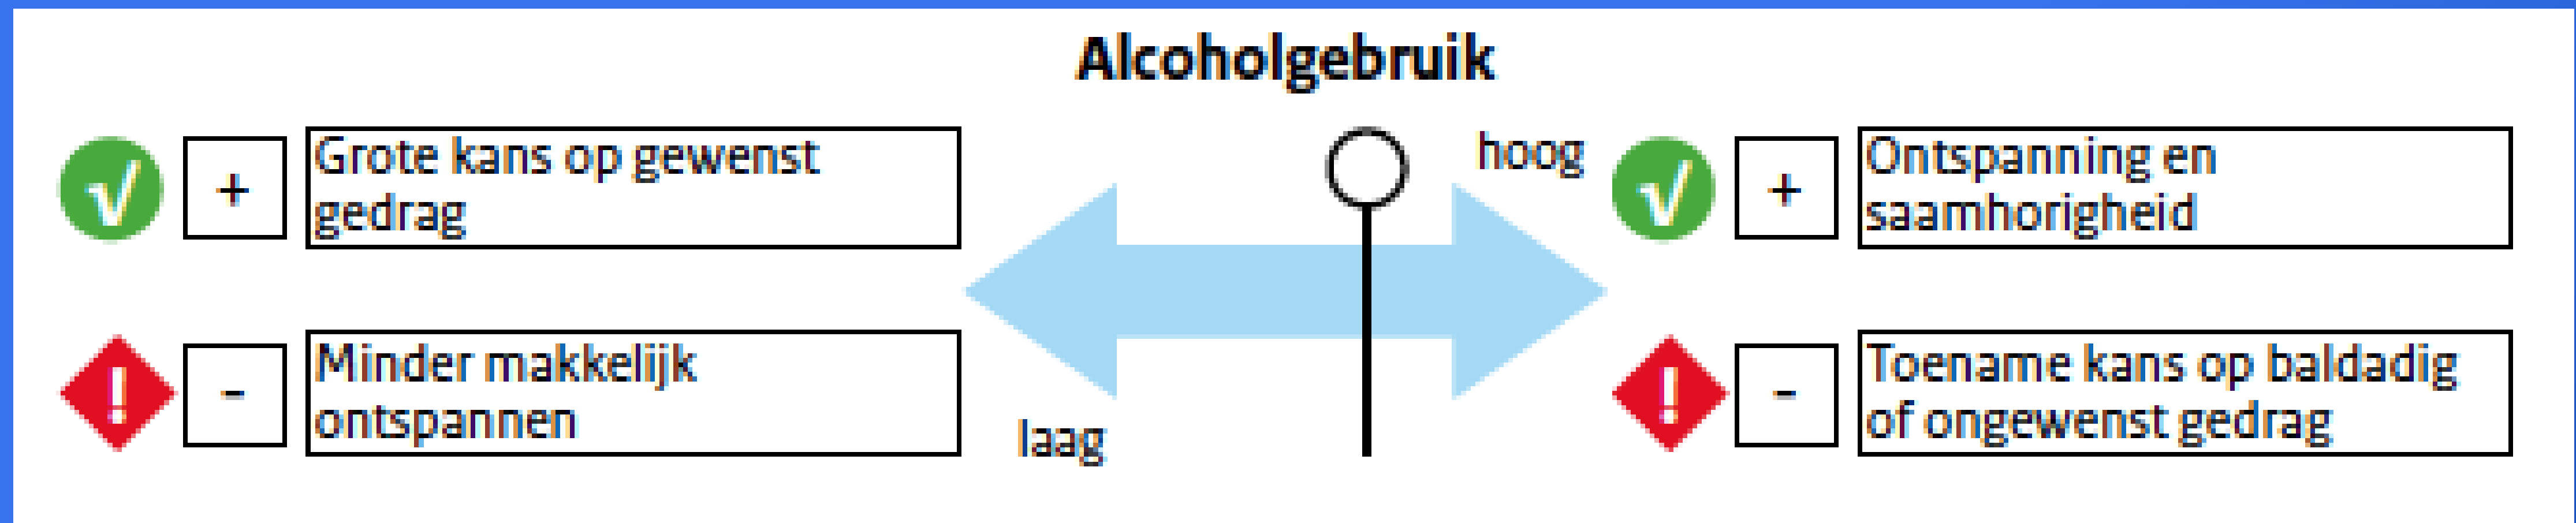 Alcoholgebruik
√ + Grote kans op gewenst
gedrag
! - Minder makkelijk
ontspannen
laag
hoog
√ + Ontspanning en
saamhorigheid
! - Toename kans op baldadig
of ongewenst gedrag